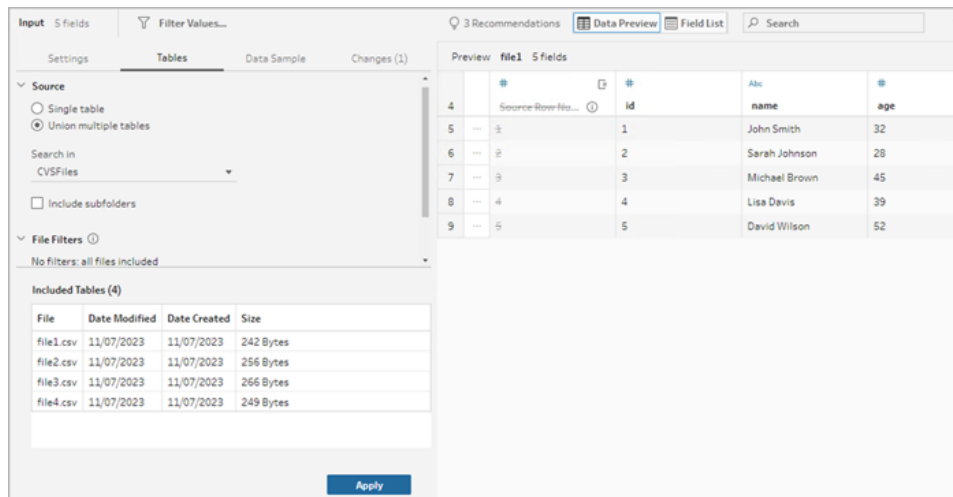 Input 5 fields Filter Values... 3 Recommendations Data Preview Field List Search
Settings Tables Data Sample Changes (1)
Source
Single table
Union multiple tables
Search in
CVSFiles
Include subfolders
File Filters
No filters: all files included
Included Tables (4)
File Date Modified Date Created Size
file1.csv 11/07/2023 11/07/2023 242 Bytes
file2.csv 11/07/2023 11/07/2023 256 Bytes
file3.csv 11/07/2023 11/07/2023 266 Bytes
file4.csv 11/07/2023 11/07/2023 249 Bytes
Apply
Preview file1 5 fields
# # Abc #
4 Source Row Nu... id name age
5 1 1 John Smith 32
6 2 2 Sarah Johnson 28
7 3 3 Michael Brown 45
8 4 4 Lisa Davis 39
9 5 5 David Wilson 52